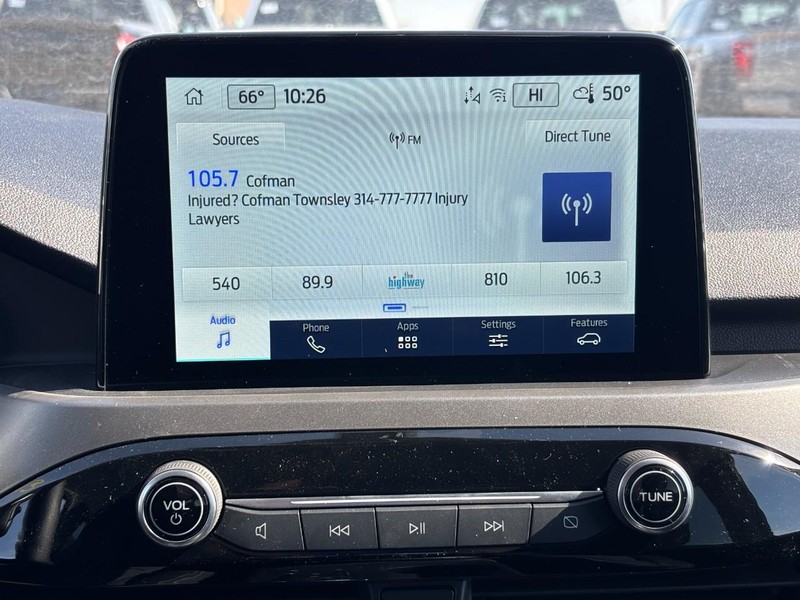 66° 10:26 HI 50°
Sources FM Direct Tune
105.7 Cofman
Injured? Cofman Townsley 314-777-7777 Injury
Lawyers
540 89.9 the highway 810 106.3
Audio Phone Apps Settings Features
VOL TUNE